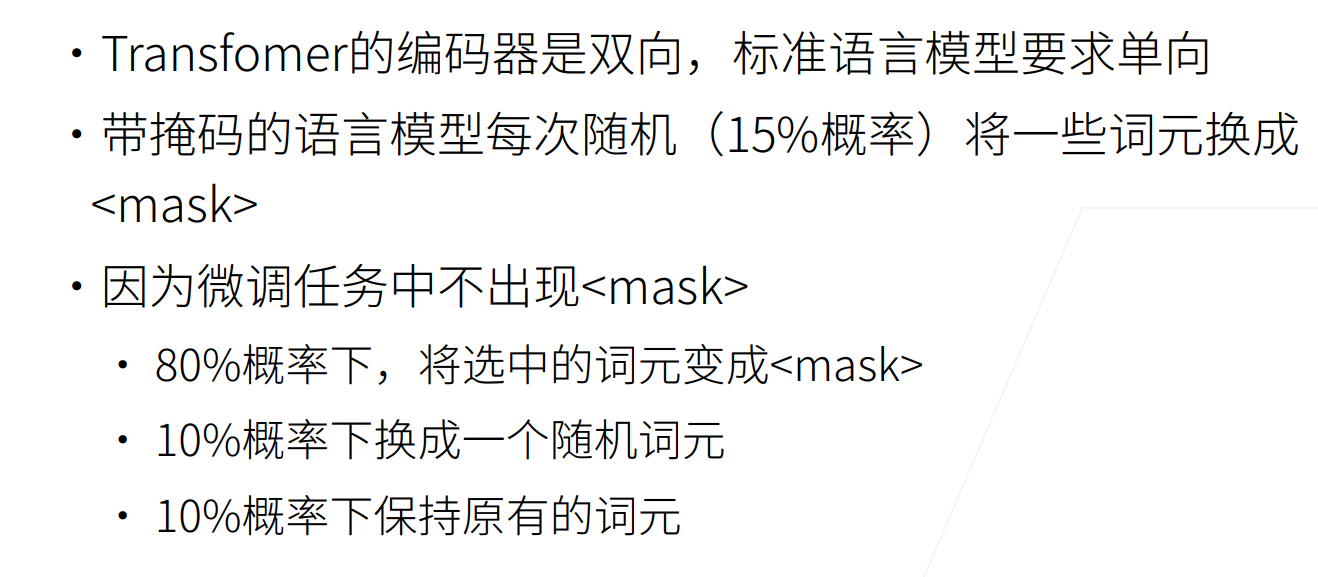 • Transfomer的编码器是双向，标准语言模型要求单向
• 带掩码的语言模型每次随机（15%概率）将一些词元换成
<mask>
• 因为微调任务中不出现<mask>
• 80%概率下，将选中的词元变成<mask>
• 10%概率下换成一个随机词元
• 10%概率下保持原有的词元